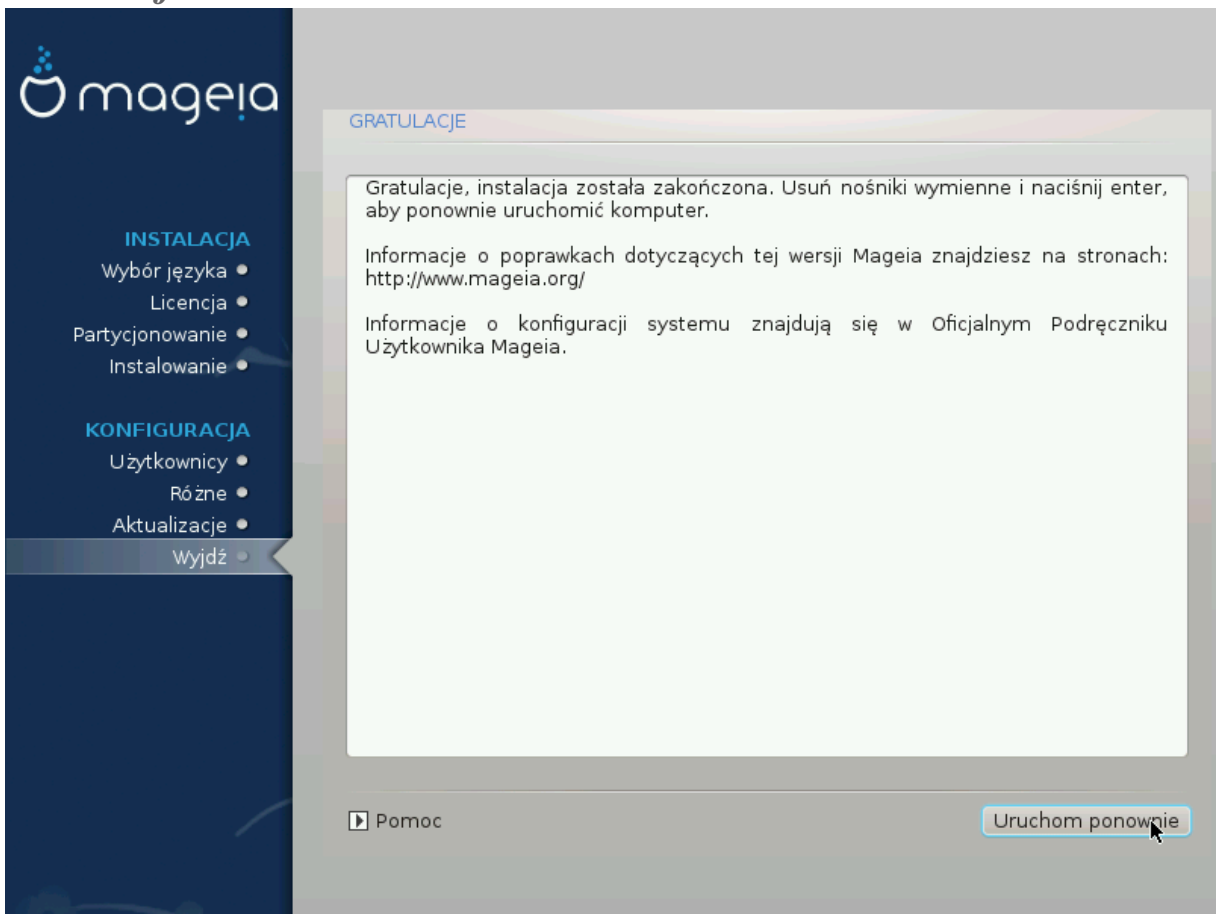 mageia
GRATULACJE
Gratulacje, instalacja została zakończona. Usuń nośniki wymienne i naciśnij enter,
aby ponownie uruchomić komputer.
Informacje o poprawkach dotyczących tej wersji Mageia znajdziesz na stronach:
http://www.mageia.org/
Informacje o konfiguracji systemu znajdują się w Oficjalnym Podręczniku
Użytkownika Mageia.
INSTALACJA
Wybór języka
Licencja
Partycjonowanie
Instalowanie
KONFIGURACJA
Użytkownicy
Różne
Aktualizacje
Wyjdź
Pomoc
Uruchom ponownie